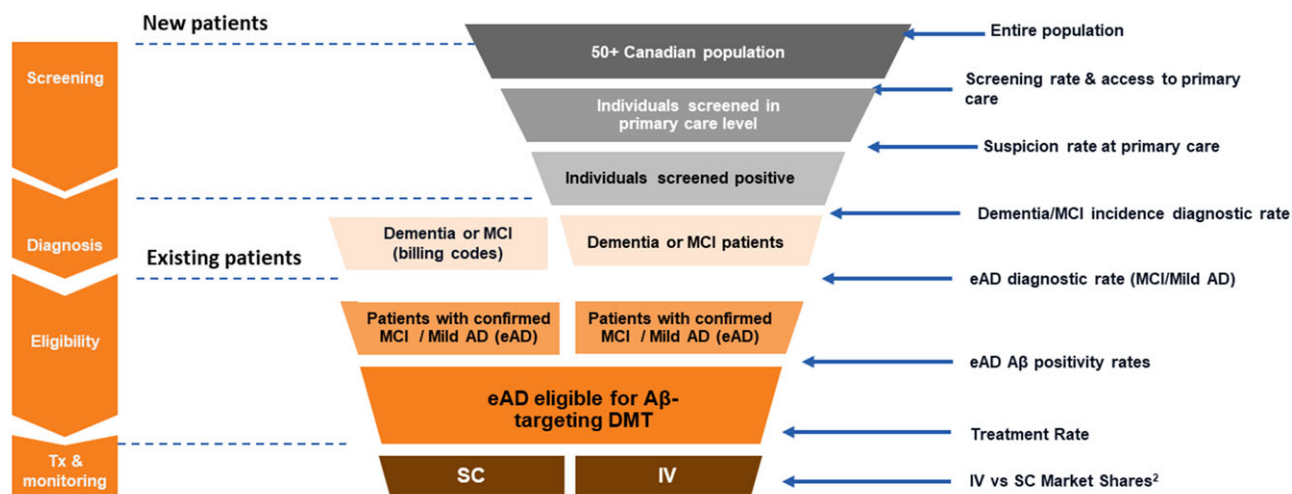 New patients
Screening
Diagnosis
Existing patients
Eligibility
Tx &
monitoring
50+ Canadian population
Individuals screened in
primary care level
Individuals screened positive
Dementia or MCI
(billing codes)
Dementia or MCI patients
Patients with confirmed
MCI / Mild AD (eAD)
Patients with confirmed
MCI / Mild AD (eAD)
eAD eligible for Aβ-
targeting DMT
SC
IV
Entire population
Screening rate & access to primary
care
Suspicion rate at primary care
Dementia/MCI incidence diagnostic rate
eAD diagnostic rate (MCI/Mild AD)
eAD Aβ positivity rates
Treatment Rate
IV vs SC Market Shares²